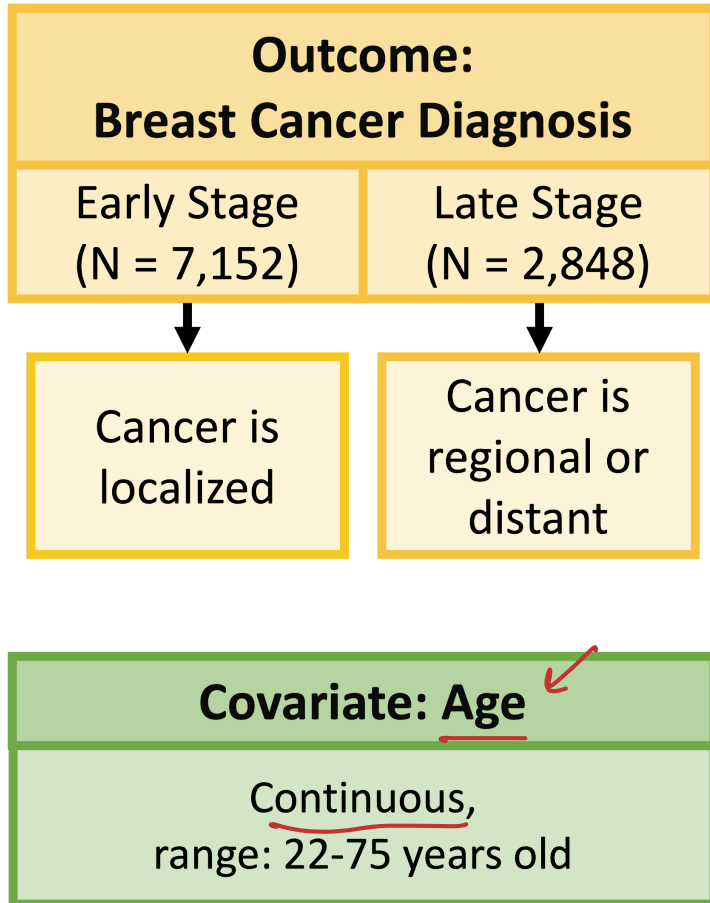 Outcome:
Breast Cancer Diagnosis
Early Stage
(N = 7,152)
Late Stage
(N = 2,848)
Cancer is
localized
Cancer is
regional or
distant
Covariate: Age
Continuous,
range: 22-75 years old